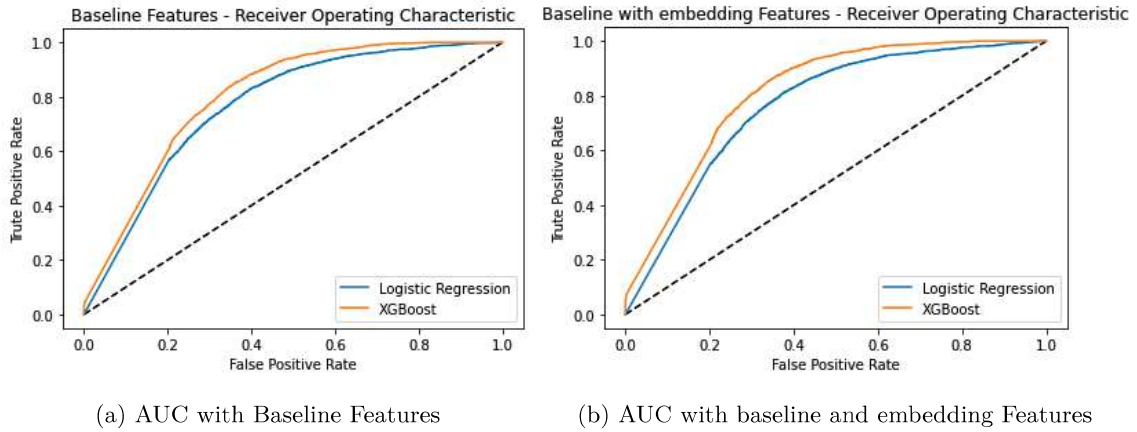 Baseline Features - Receiver Operating Characteristic
1.0
0.8
0.6
0.4
0.2
0.0
Trute Positive Rate
Logistic Regression
XGBoost
0.0 0.2 0.4 0.6 0.8 1.0
False Positive Rate
(a) AUC with Baseline Features
Baseline with embedding Features - Receiver Operating Characteristic
1.0
0.8
0.6
0.4
0.2
0.0
Trute Positive Rate
Logistic Regression
XGBoost
0.0 0.2 0.4 0.6 0.8 1.0
False Positive Rate
(b) AUC with baseline and embedding Features